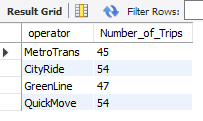 Result Grid Filter Rows:
operator Number_of_Trips
MetroTrans 45
CityRide 54
GreenLine 47
QuickMove 54